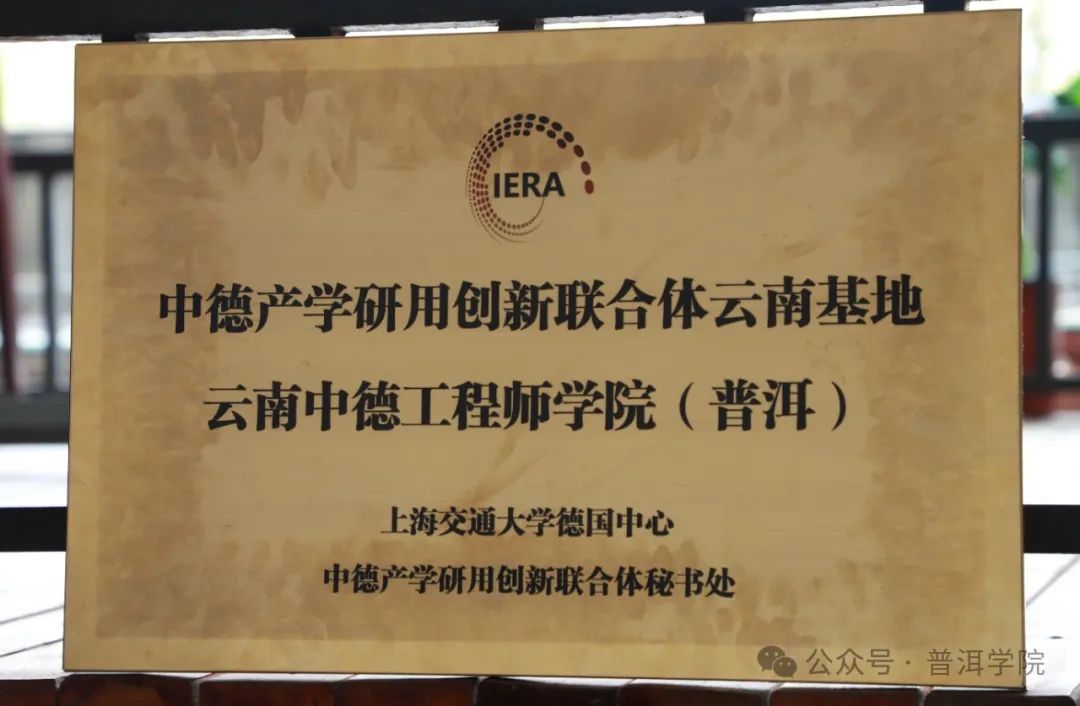 IERA
中德产学研用创新联合体云南基地
云南中德工程师学院（普洱）
上海交通大学德国中心
中德产学研用创新联合体秘书处
公众号·普洱学院